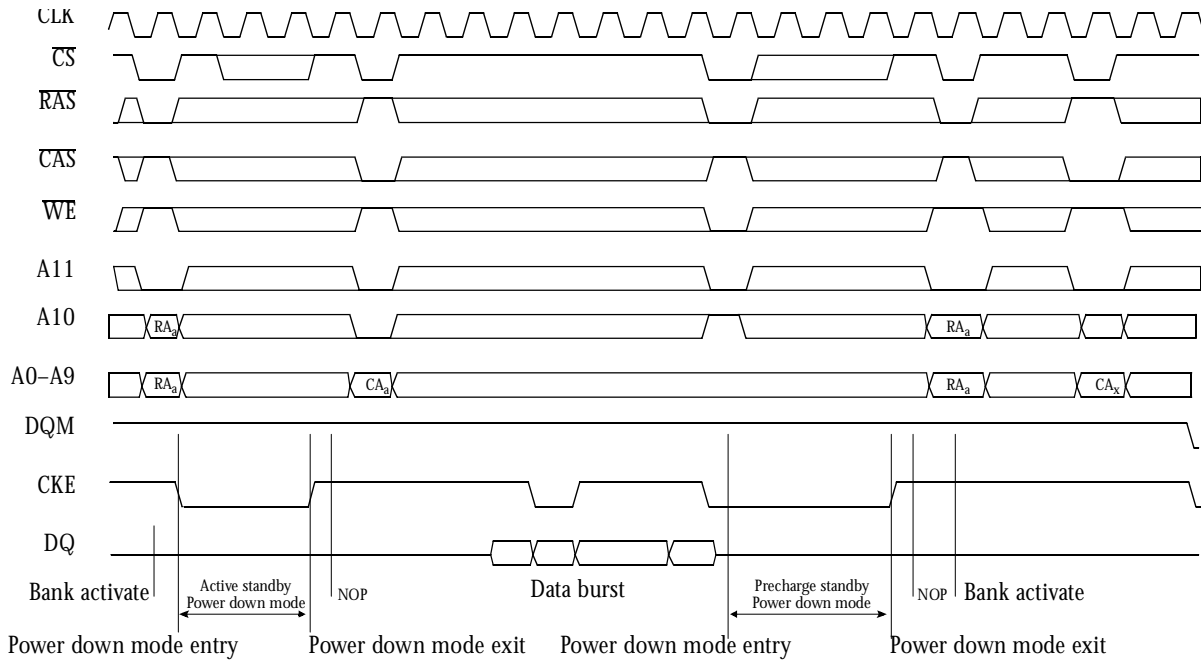 CLK
CS
RAS
CAS
WE
A11
A10 RAa RAa
A0–A9 RAa CAa RAa CAx
DQM
CKE
DQ
Bank activate Active standby Power down mode NOP Data burst Precharge standby Power down mode NOP Bank activate
Power down mode entry Power down mode exit Power down mode entry Power down mode exit